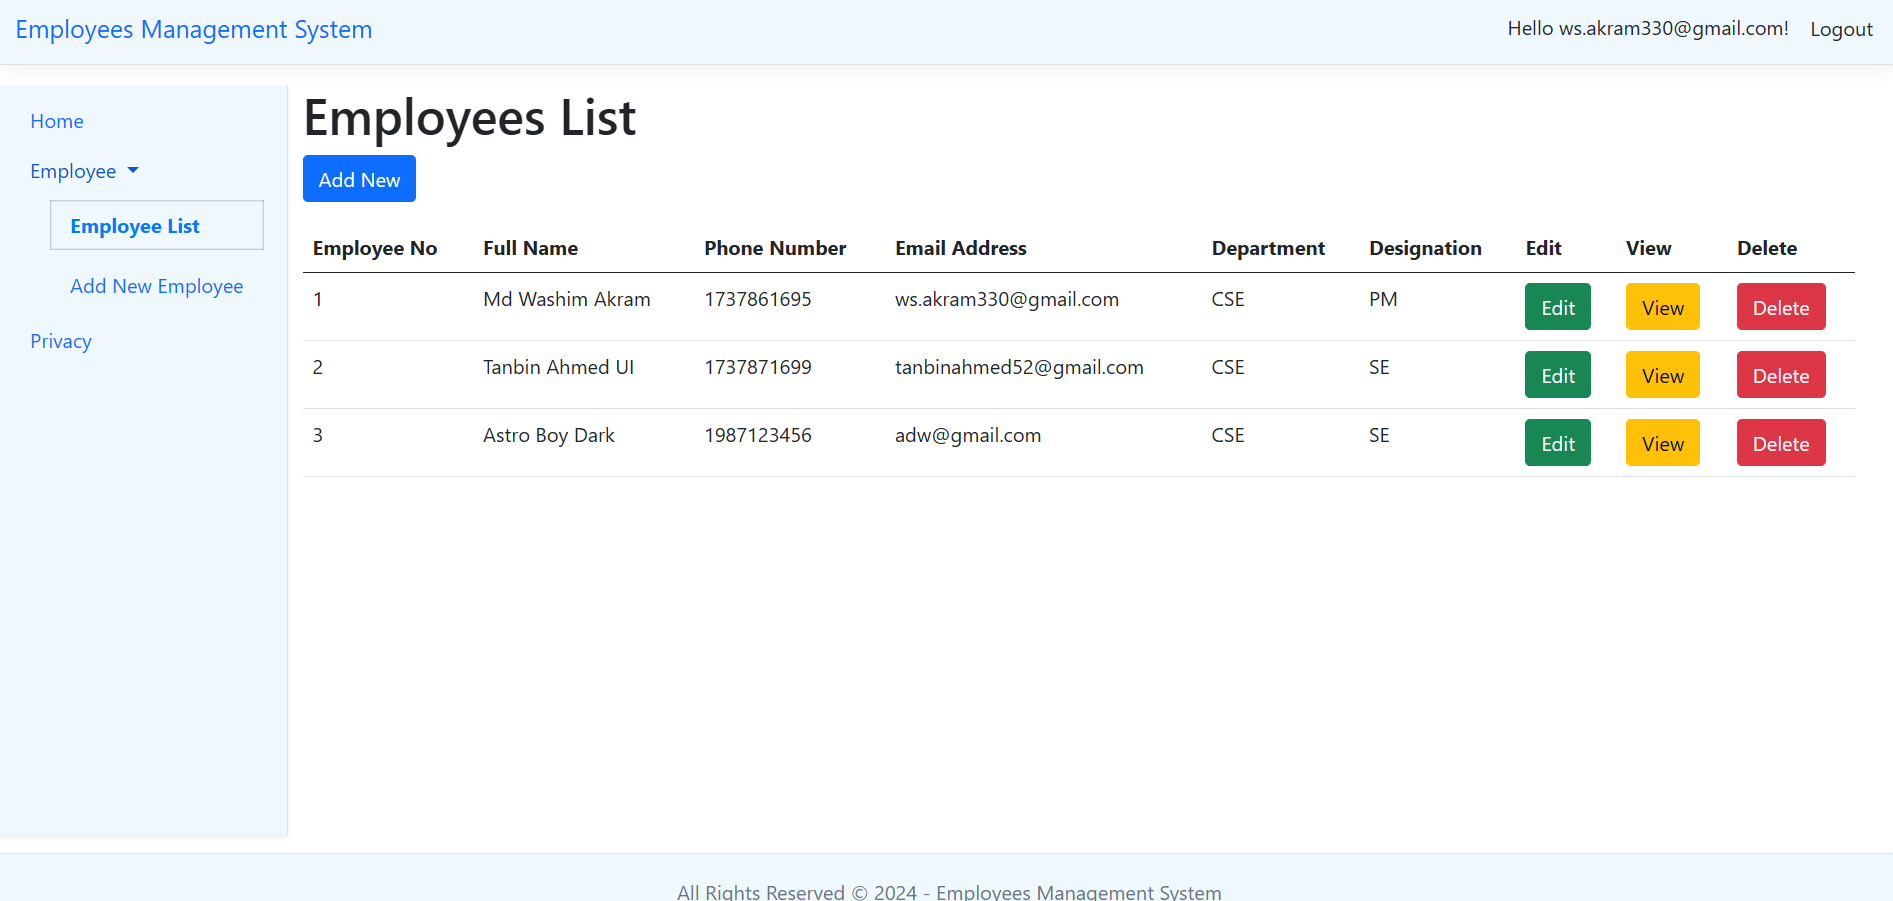 Employees Management System
Hello ws.akram330@gmail.com! Logout
Home
Employee
Employee List
Add New Employee
Privacy
Employees List
Add New
Employee No Full Name Phone Number Email Address Department Designation Edit View Delete
1 Md Washim Akram 1737861695 ws.akram330@gmail.com CSE PM Edit View Delete
2 Tanbin Ahmed UI 1737871699 tanbinahmed52@gmail.com CSE SE Edit View Delete
3 Astro Boy Dark 1987123456 adw@gmail.com CSE SE Edit View Delete
All Rights Reserved © 2024 - Employees Management System